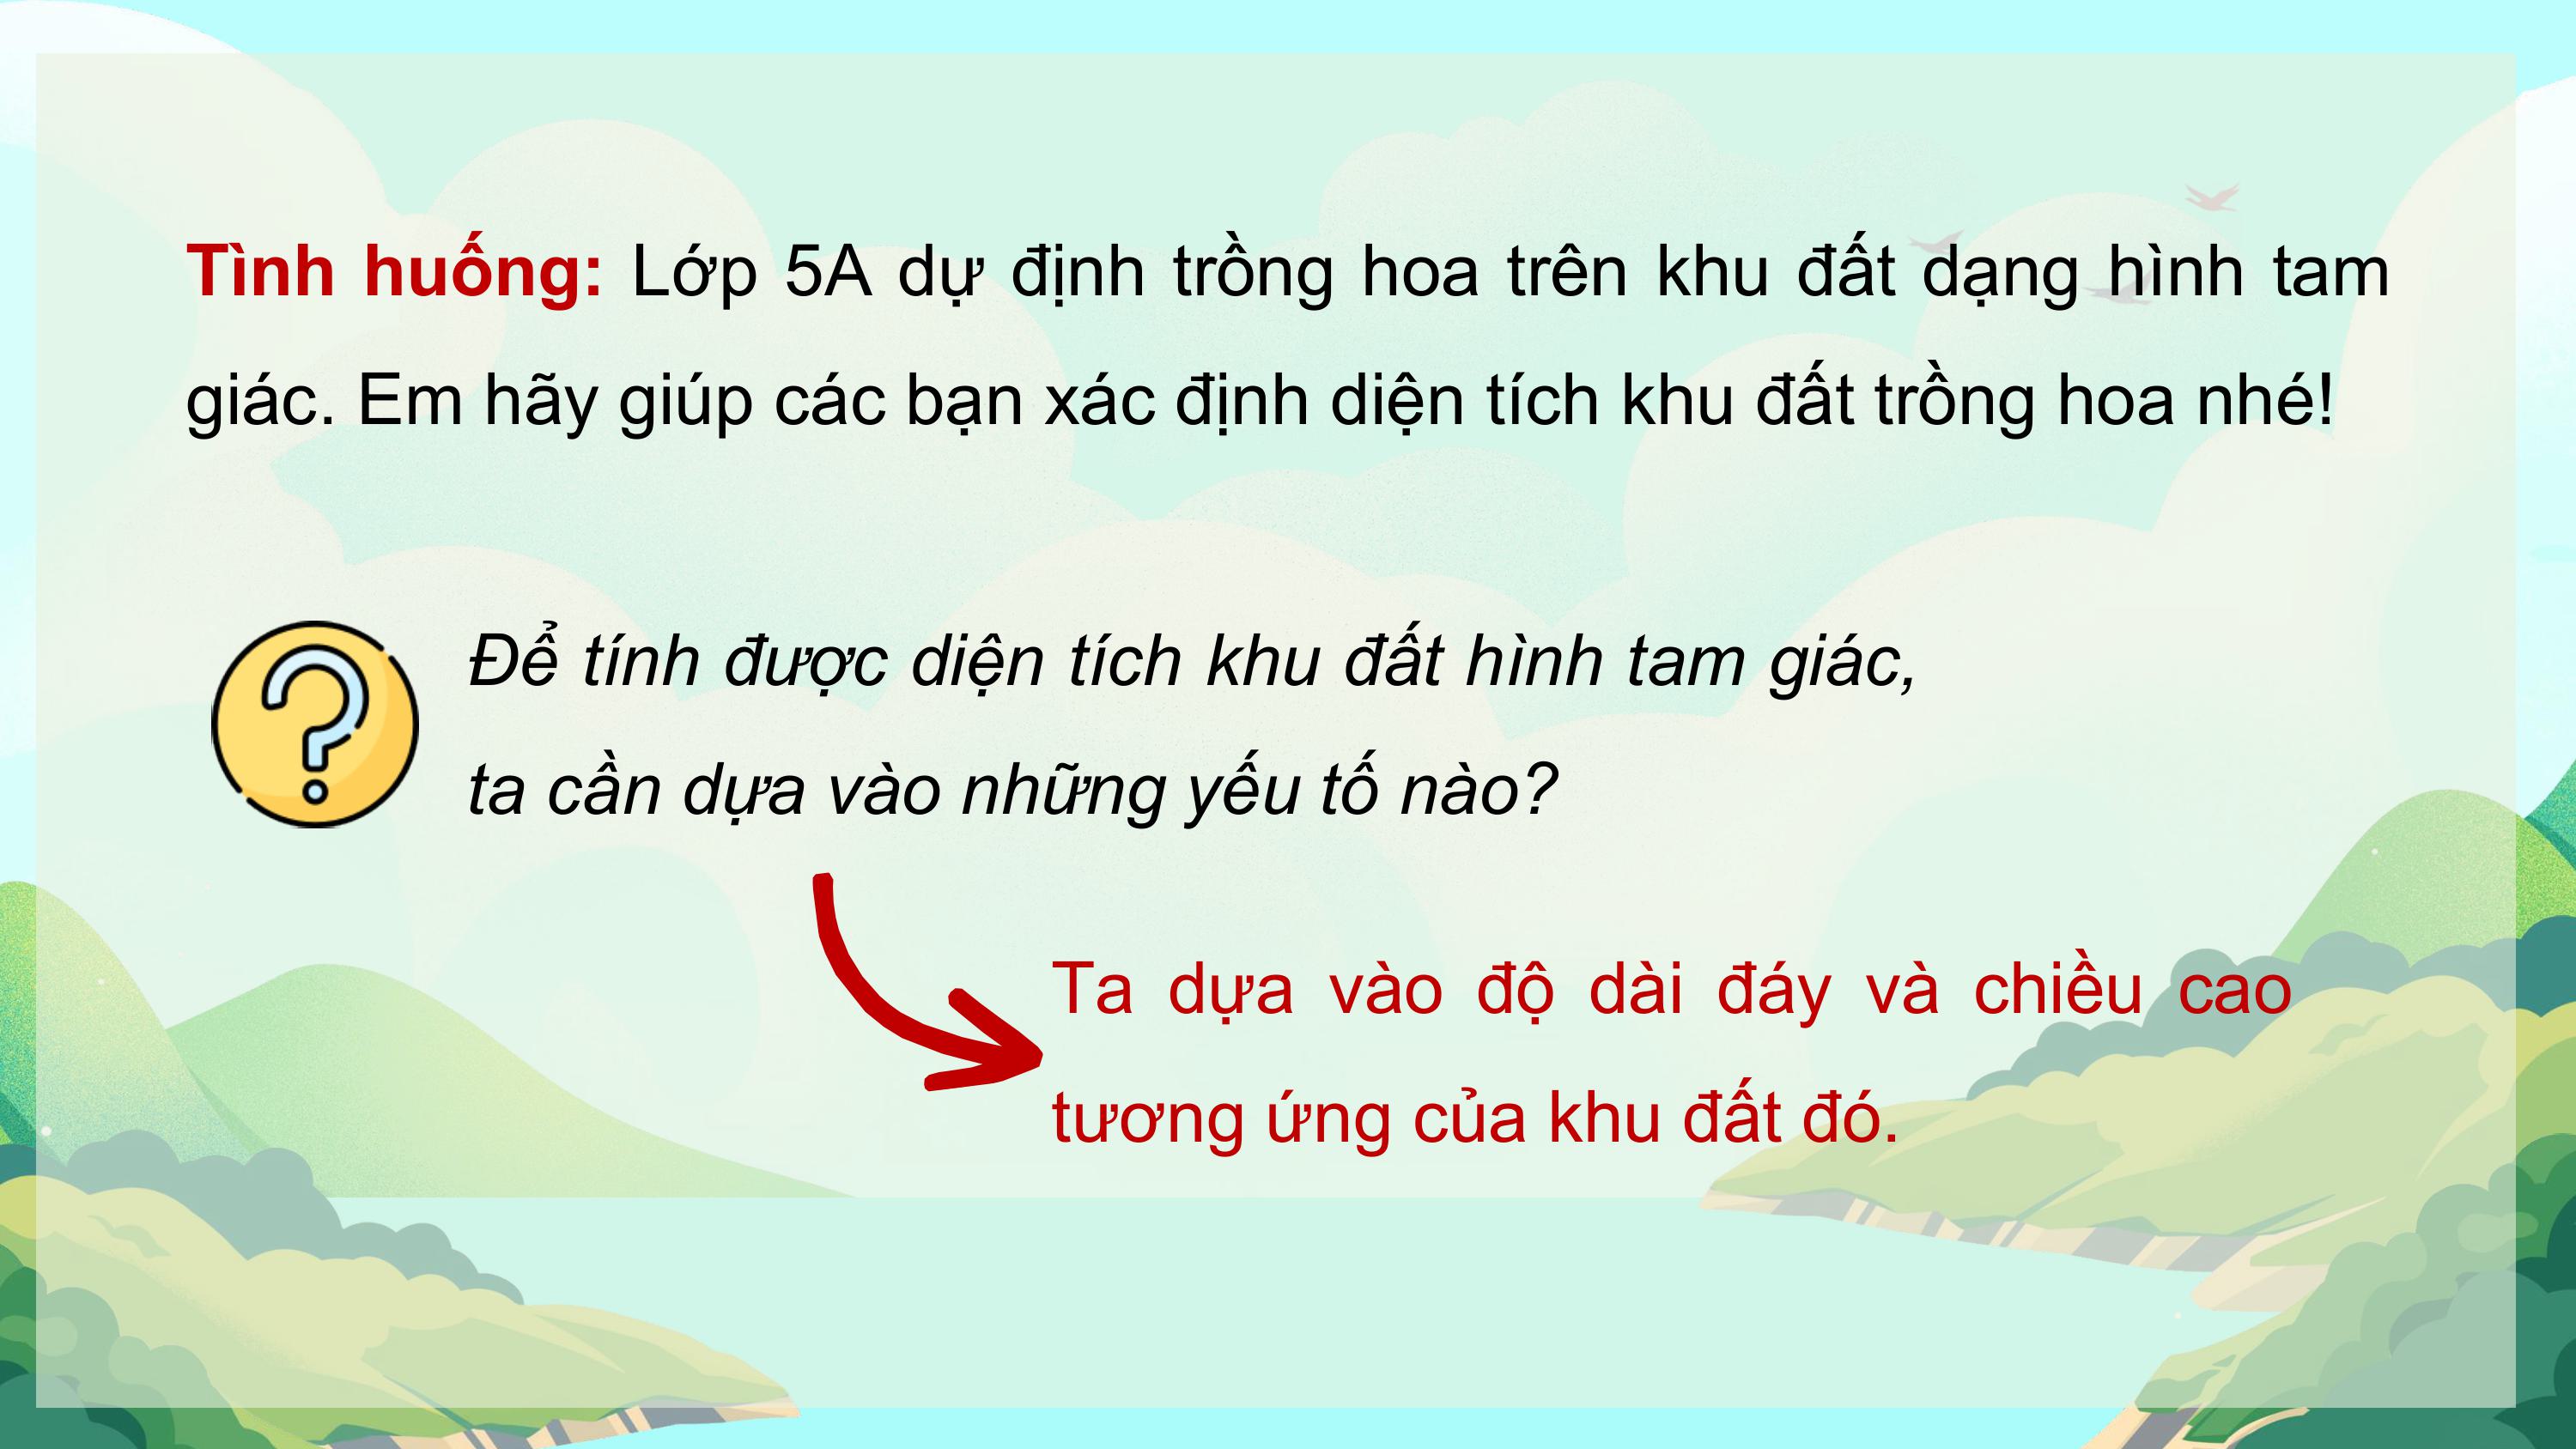 Tình huống: Lớp 5A dự định trồng hoa trên khu đất dạng hình tam
giác. Em hãy giúp các bạn xác định diện tích khu đất trồng hoa nhé!
Để tính được diện tích khu đất hình tam giác,
ta cần dựa vào những yếu tố nào?
Ta dựa vào độ dài đáy và chiều cao
tương ứng của khu đất đó.